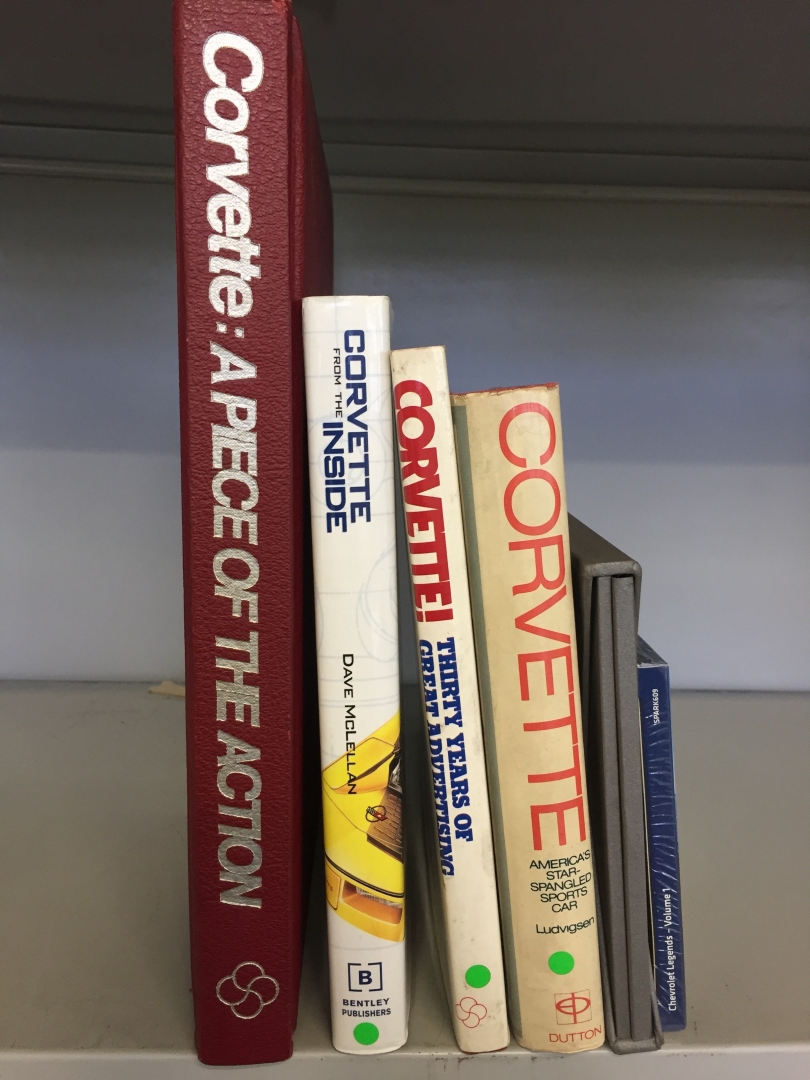 Corvette: A PIECE OF THE ACTION
CORVETTE
FROM THE INSIDE
DAVE MCLELLAN
B
BENTLEY
PUBLISHERS
CORVETTE!
THIRTY YEARS OF
GREAT ADVERTISING
CORVETTE
AMERICA'S
STAR-
SPANGLED
SPORTS
CAR
Ludvigsen
DUTTON
SPARK609
Chevrolet Legends - Volume 1